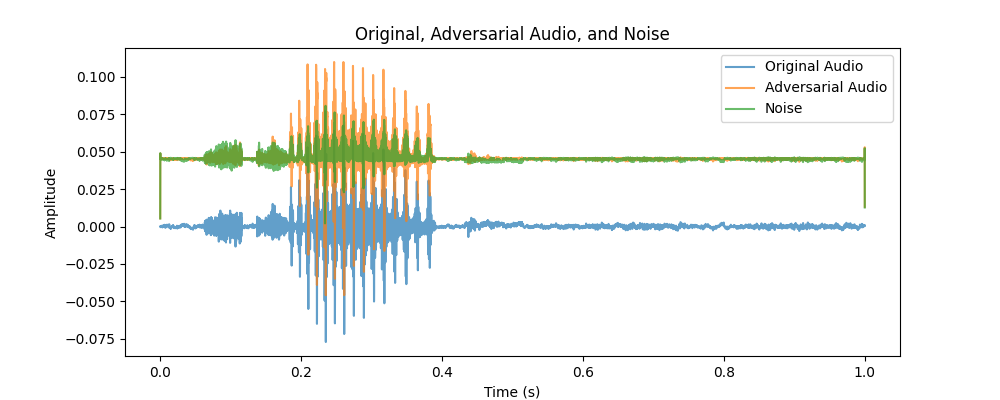 Original, Adversarial Audio, and Noise
Original Audio
Adversarial Audio
Noise
Amplitude
0.100
0.075
0.050
0.025
0.000
−0.025
−0.050
−0.075
0.0 0.2 0.4 0.6 0.8 1.0
Time (s)